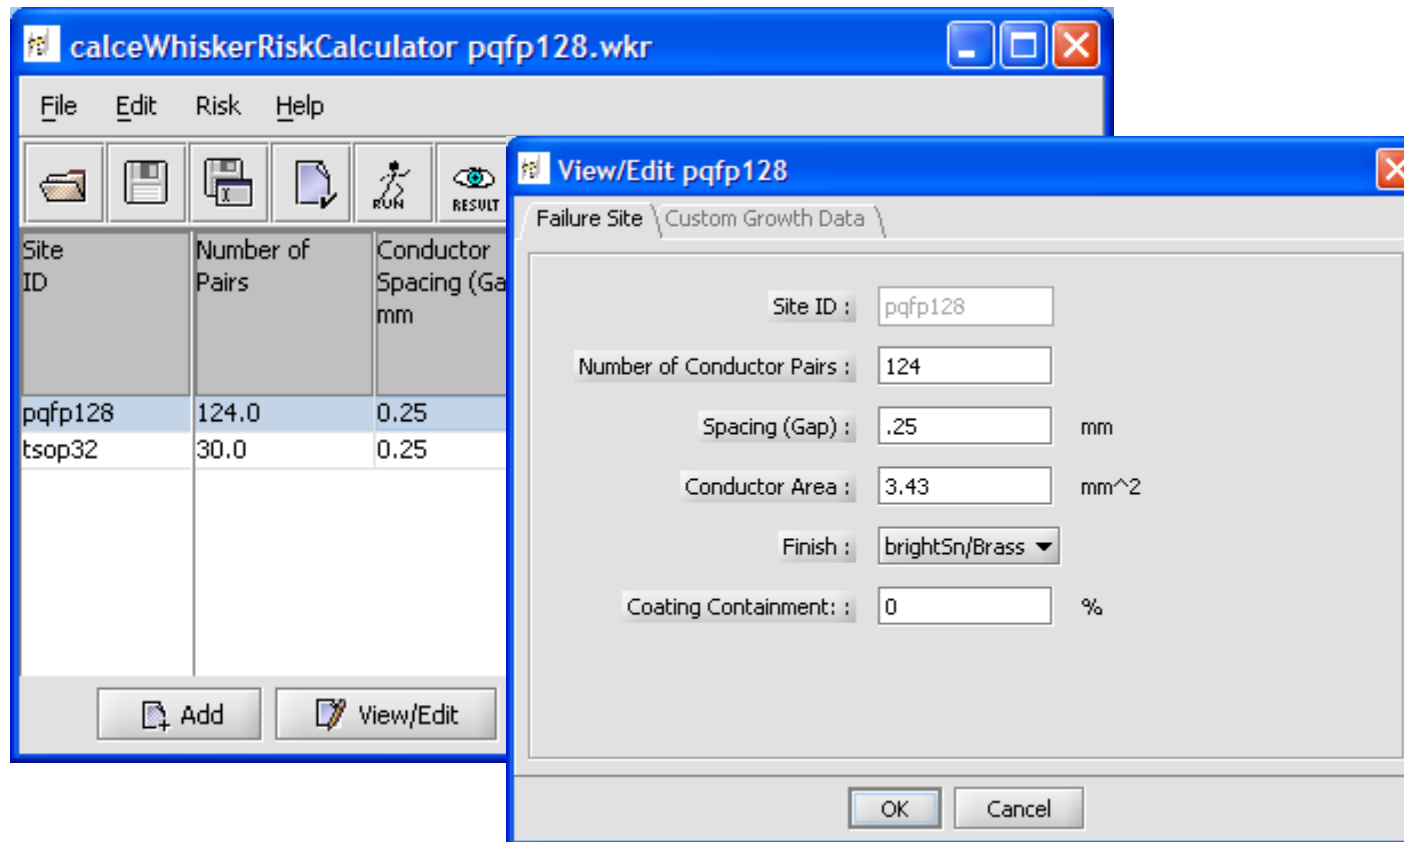 calceWhiskerRiskCalculator pqfp128.wkr
File Edit Risk Help
X
RUN
RESULT
Site ID
Number of Pairs
Conductor Spacing (Ga mm
pqfp128 124.0 0.25
tsop32 30.0 0.25
Add View/Edit
View/Edit pqfp128
Failure Site Custom Growth Data
Site ID : pqfp128
Number of Conductor Pairs : 124
Spacing (Gap) : .25 mm
Conductor Area : 3.43 mm^2
Finish : brightSn/Brass
Coating Containment: : 0 %
OK Cancel